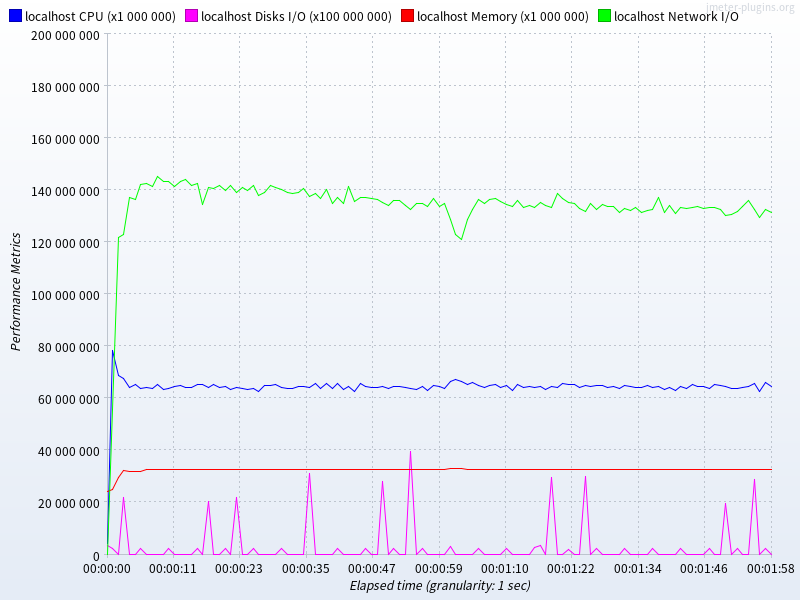 jmeter-plugins.org
localhost CPU (x1 000 000) localhost Disks I/O (x100 000 000) localhost Memory (x1 000 000) localhost Network I/O
200 000 000
180 000 000
160 000 000
140 000 000
120 000 000
100 000 000
80 000 000
60 000 000
40 000 000
20 000 000
0
Performance Metrics
00:00:00 00:00:11 00:00:23 00:00:35 00:00:47 00:00:59 00:01:10 00:01:22 00:01:34 00:01:46 00:01:58
Elapsed time (granularity: 1 sec)